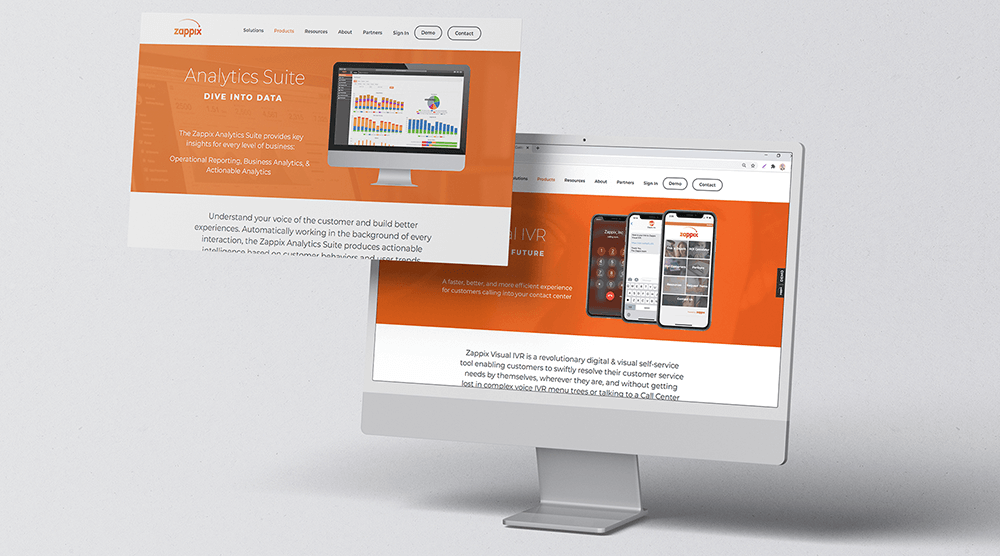 zappix
Solutions Products Resources About Partners Sign In Demo Contact
Analytics Suite
DIVE INTO DATA
The Zappix Analytics Suite provides key
insights for every level of business:
Operational Reporting, Business Analytics, &
Actionable Analytics
Understand your voice of the customer and build better
experiences. Automatically working in the background of every
interaction, the Zappix Analytics Suite produces actionable
intelligence based on customer behaviors and user trends
Products Resources About Partners Sign In Demo Contact
IVR
FUTURE
A faster, better, and more efficient experience
for customers calling into your contact center
Zappix, Inc
zappix
Contact Us
Zappix Visual IVR is a revolutionary digital & visual self-service
tool enabling customers to swiftly resolve their customer service
needs by themselves, wherever they are, and without getting
lost in complex voice IVR menu trees or talking to a Call Center